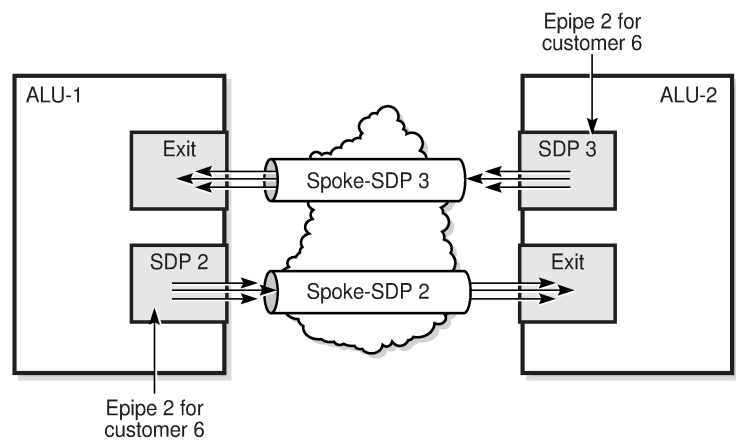 Epipe 2 for
customer 6
ALU-1
ALU-2
Exit
Spoke-SDP 3
SDP 3
SDP 2
Spoke-SDP 2
Exit
Epipe 2 for
customer 6